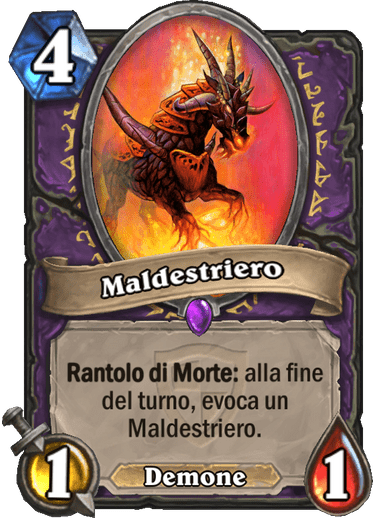 4
Maldestriero
Rantolo di Morte: alla fine
del turno, evoca un
Maldestriero.
1
Demone
1